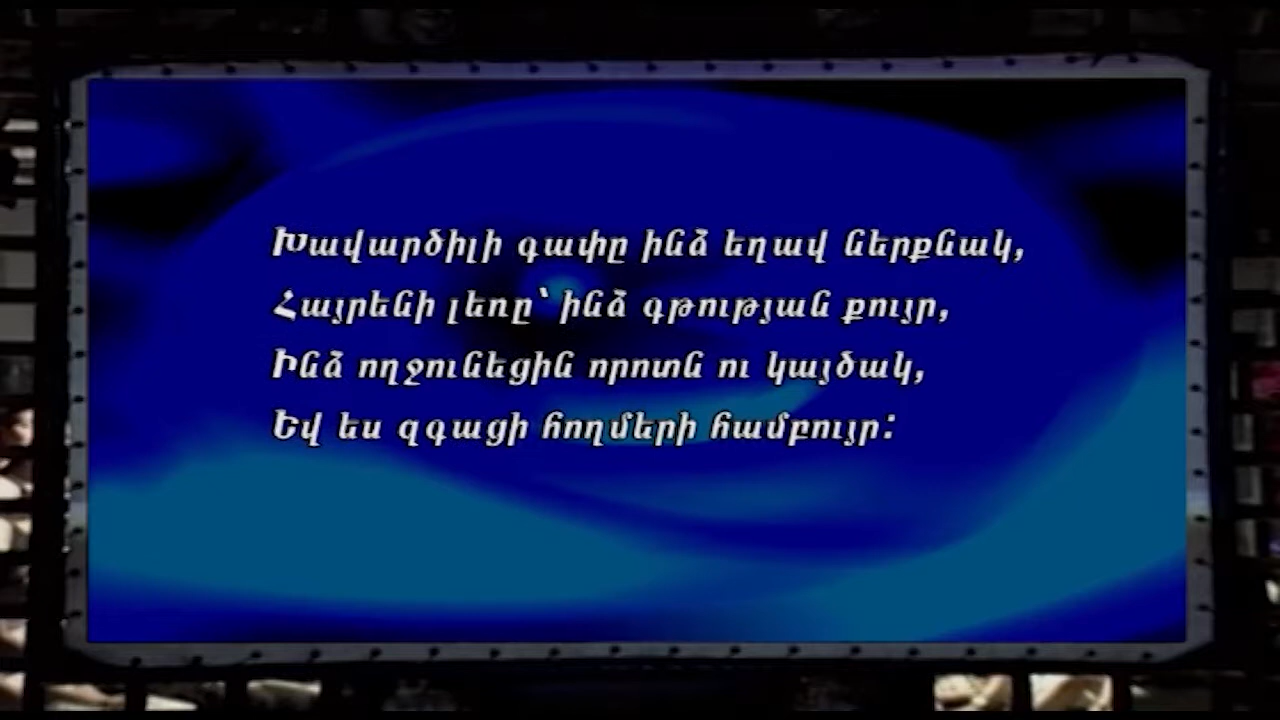 Խավարծիլի գափը ինձ եղավ ներքնակ,
Հայրենի լեռը՝ ինձ գթության քույր,
Ինձ ողջունեցին որոտն ու կայծակ,
Եվ ես զգացի հողմերի համբույր: